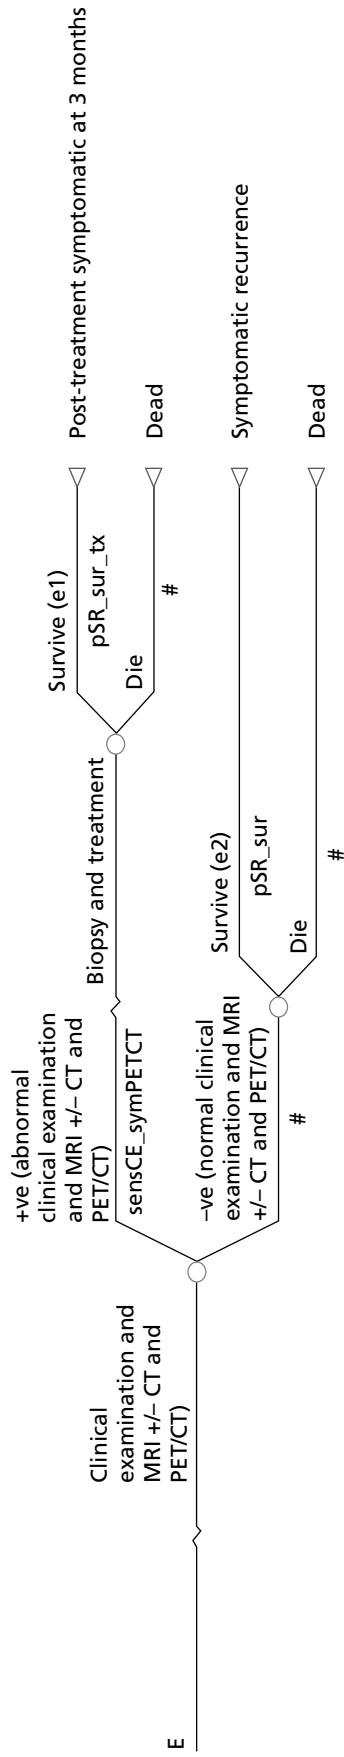 E
Clinical
examination and
MRI +/– CT and
PET/CT)
+ve (abnormal
clinical examination
and MRI +/– CT and
PET/CT)
sensCE_symPETCT
Biopsy and treatment
Survive (e1)
pSR_sur_tx
Post-treatment symptomatic at 3 months
Die
#
Dead
–ve (normal clinical
examination and MRI
+/– CT and PET/CT)
#
Survive (e2)
pSR_sur
Symptomatic recurrence
Die
#
Dead